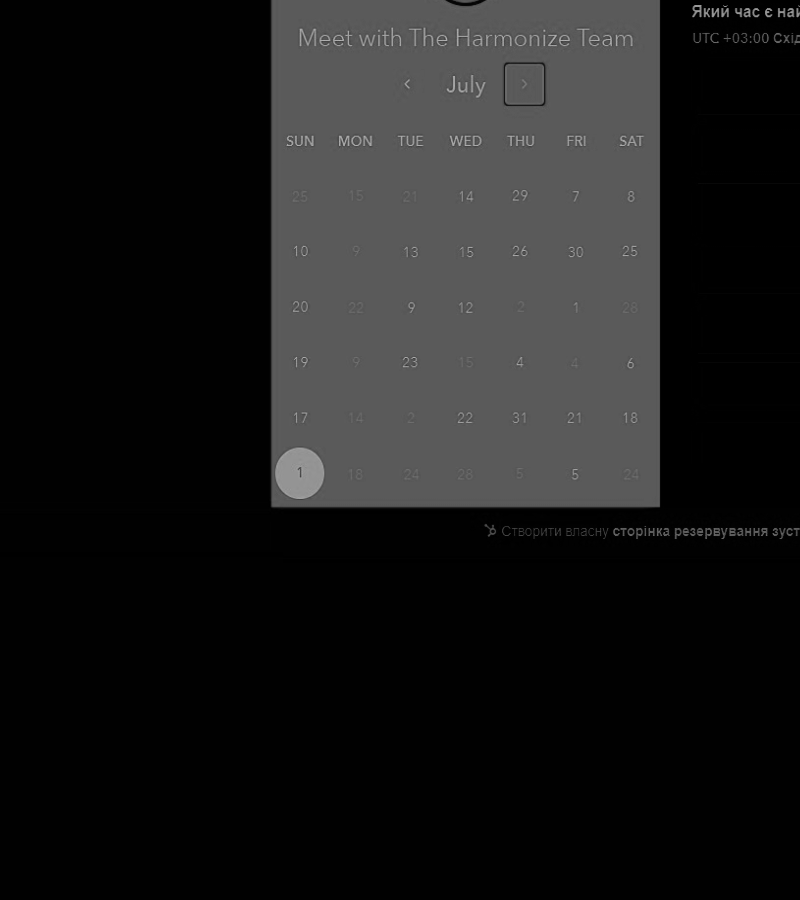 Який час є най
UTC +03:00 Схід
Meet with The Harmonize Team
July
SUN MON TUE WED THU FRI SAT
25 15 21 14 29 7 8
10 9 13 15 26 30 25
20 22 9 12 2 1 28
19 9 23 15 4 4 6
17 14 2 22 31 21 18
1 18 24 26 5 5 24
Створити власну сторінка резервування зуст